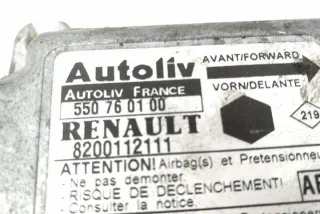 Autoliv
AVANT/FORWARD
AUTOLIV FRANCE
VORN/DELANTE
550 76 01 00
RENAULT
219
8200112111
ATTENTION! Airbag(s) et Pretensionneu
- Ne pas demonter.
- RISQUE DE DECLENCHEMENT!
- Consulter la notice.